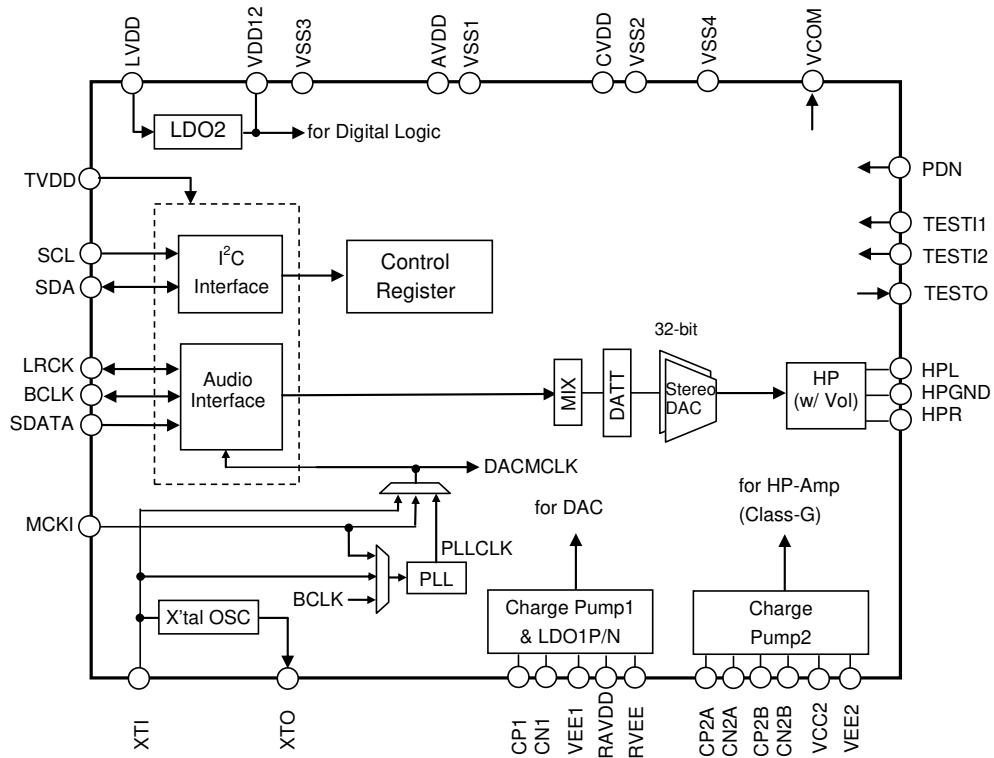 LVDD
VDD12
VSS3
AVDD
VSS1
CVDD
VSS2
VSS4
VCOM
LDO2
for Digital Logic
TVDD
PDN
TESTI1
TESTI2
TESTO
SCL
SDA
I2C
Interface
Control
Register
32-bit
LRCK
BCLK
SDATA
Audio
Interface
MIX
DATT
Stereo
DAC
HP
(w/ Vol)
HPL
HPGND
HPR
DACMCLK
MCKI
for DAC
for HP-Amp
(Class-G)
PLLCLK
PLL
BCLK
X'tal OSC
Charge Pump1
& LDO1P/N
Charge
Pump2
XTI
XTO
CP1
CN1
VEE1
RAVDD
RVEE
CP2A
CN2A
CP2B
CN2B
VCC2
VEE2